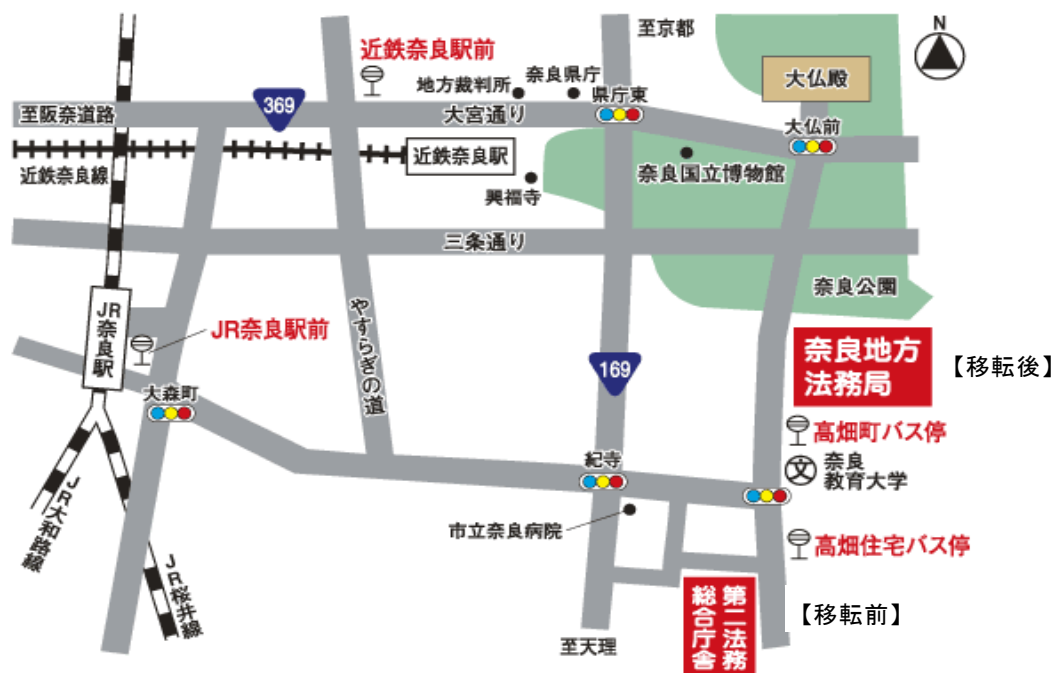 至京都
N
近鉄奈良駅前
地方裁判所
奈良県庁
県庁東
大仏殿
至阪奈道路
369
大宮通り
大仏前
近鉄奈良線
近鉄奈良駅
興福寺
奈良国立博物館
三条通り
奈良公園
JR
奈良駅
JR奈良駅前
やすらぎの道
169
奈良地方
法務局
【移転後】
大森町
高畑町バス停
紀寺
奈良
教育大学
市立奈良病院
高畑住宅バス停
JR大和路線
JR桜井線
至天理
第二法務
総合庁舎
【移転前】
文